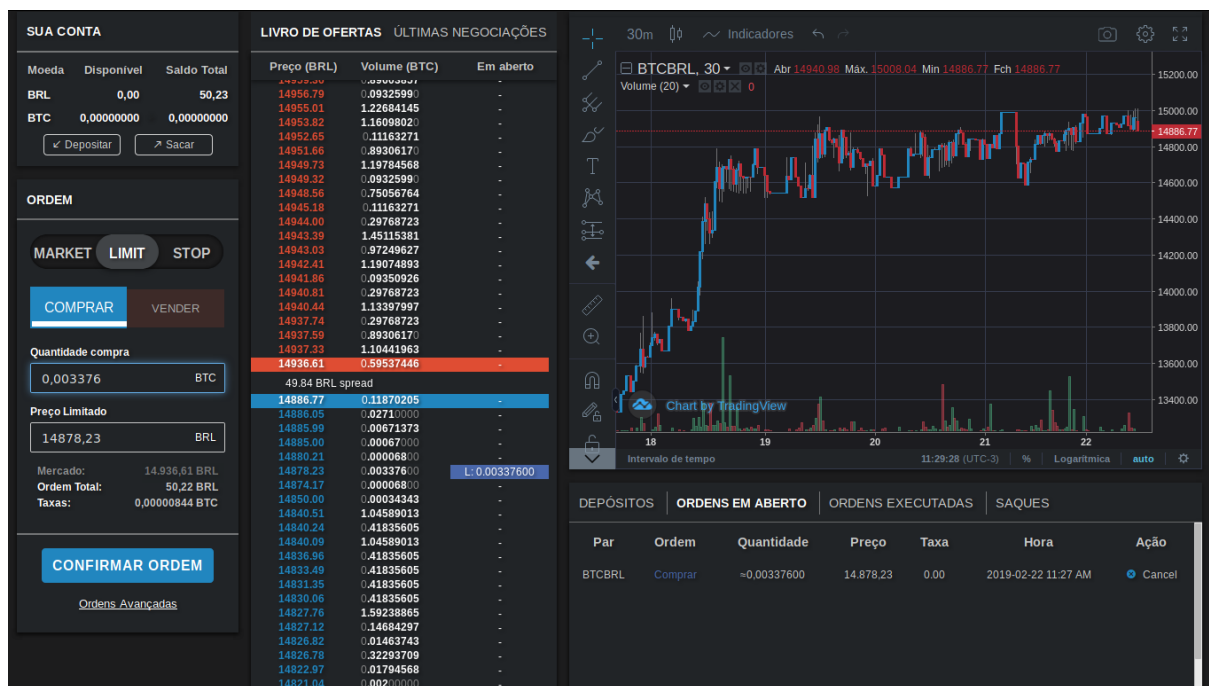 SUA CONTA
Moeda Disponível Saldo Total
BRL 0,00 50,23
BTC 0,00000000 0,00000000
↙ Depositar ↗ Sacar
ORDEM
MARKET LIMIT STOP
COMPRAR VENDER
Quantidade compra
0,003376 BTC
Preço Limitado
14878,23 BRL
Mercado: 14.936,61 BRL
Ordem Total: 50,22 BRL
Taxas: 0,00000844 BTC
CONFIRMAR ORDEM
Ordens Avançadas
LIVRO DE OFERTAS ÚLTIMAS NEGOCIAÇÕES
Preço (BRL) Volume (BTC) Em aberto
14956.79 0.09325990 -
14955.01 1.22684145 -
14953.82 1.16098020 -
14952.65 0.11163271 -
14951.66 0.89306170 -
14949.73 1.19784568 -
14949.32 0.09325990 -
14948.56 0.75056764 -
14945.18 0.11163271 -
14944.00 0.29768723 -
14943.39 1.45115381 -
14943.03 0.97249627 -
14942.41 1.19074893 -
14941.86 0.09350926 -
14940.81 0.29768723 -
14940.44 1.13397997 -
14937.74 0.29768723 -
14937.59 0.89306170 -
14937.33 1.10441963 -
14936.61 0.59537446 -
49.84 BRL spread
14886.77 0.11870205 -
14886.05 0.02710000 -
14885.99 0.00671373 -
14885.00 0.00067000 -
14880.21 0.00006800 -
14878.23 0.00337600 L: 0.00337600
14874.17 0.00006800 -
14850.00 0.00034343 -
14840.51 1.04589013 -
14840.24 0.41835605 -
14840.09 1.04589013 -
14836.96 0.41835605 -
14833.49 0.41835605 -
14831.35 0.41835605 -
14830.06 0.41835605 -
14827.76 1.59238865 -
14827.12 0.14684297 -
14826.82 0.01463743 -
14826.78 0.32293709 -
14822.97 0.01794568 -
14821.04 0.00200000 -
30m Indicadores
BTCBRL, 30 Abr 14940.98 Máx. 15008.04 Min 14886.77 Fch 14886.77
Volume (20) 0
15200.00
15000.00
14886.77
14800.00
14600.00
14400.00
14200.00
14000.00
13800.00
13600.00
13400.00
Chart by TradingView
18 19 20 21 22
Intervalo de tempo 11:29:28 (UTC-3) % Logarítmica auto
DEPÓSITOS ORDENS EM ABERTO ORDENS EXECUTADAS SAQUES
Par Ordem Quantidade Preço Taxa Hora Ação
BTCBRL Comprar ≈0,00337600 14.878,23 0.00 2019-02-22 11:27 AM Cancel